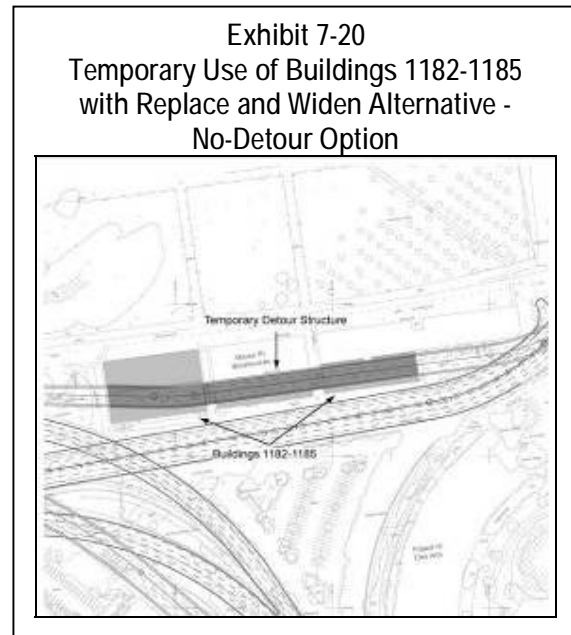 Exhibit 7-20
Temporary Use of Buildings 1182-1185
with Replace and Widen Alternative -
No-Detour Option
Temporary Detour Structure
Buildings 1182-1185